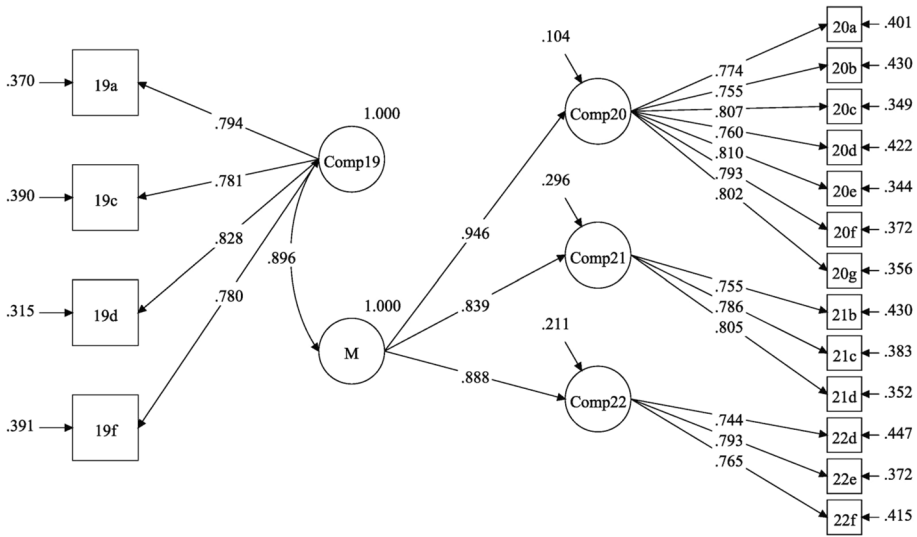 .370
19a
.390
19c
.315
19d
.391
19f
.794
.781
.828
.780
1.000
Comp19
.896
1.000
M
.946
.839
.888
.104
Comp20
.296
Comp21
.211
Comp22
.774
.755
.807
.760
.810
.793
.802
.755
.786
.805
.744
.793
.765
20a .401
20b .430
20c .349
20d .422
20e .344
20f .372
20g .356
21b .430
21c .383
21d .352
22d .447
22e .372
22f .415